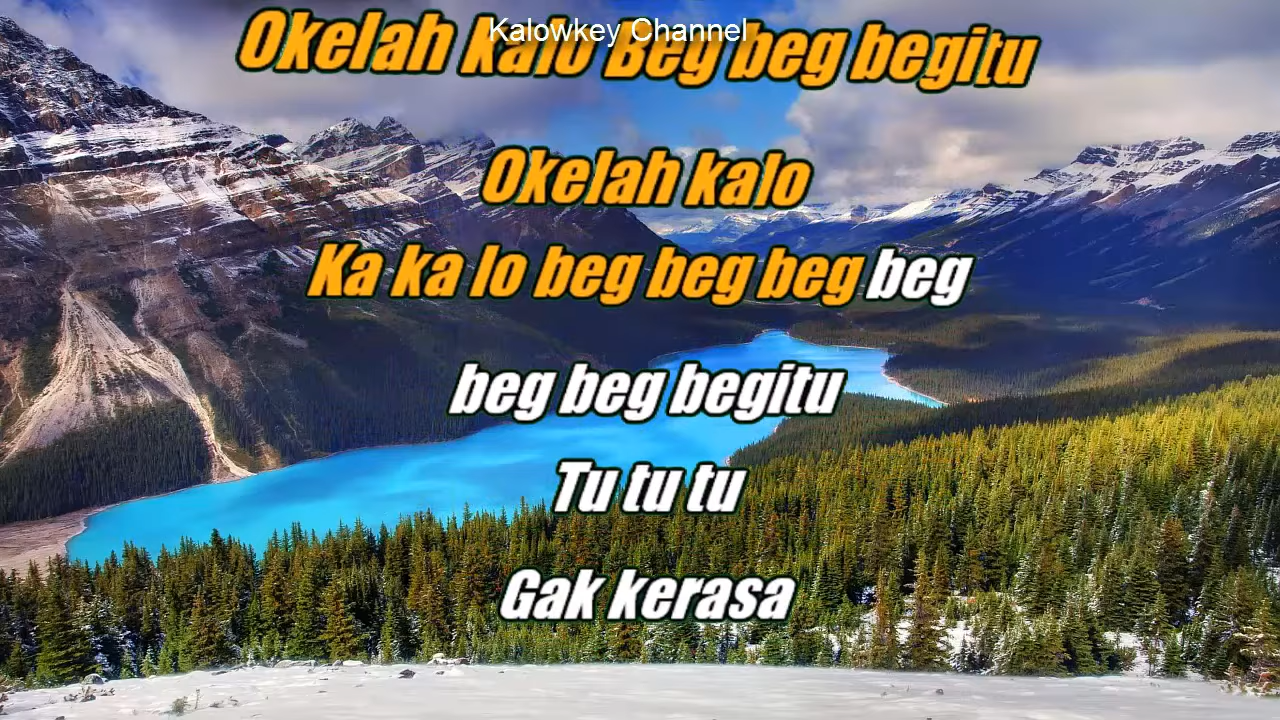 Kalowkey Channel
Okelah kalo Beg beg begitu
Okelah kalo
Ka ka lo beg beg beg beg
beg beg begitu
Tu tu tu
Gak kerasa